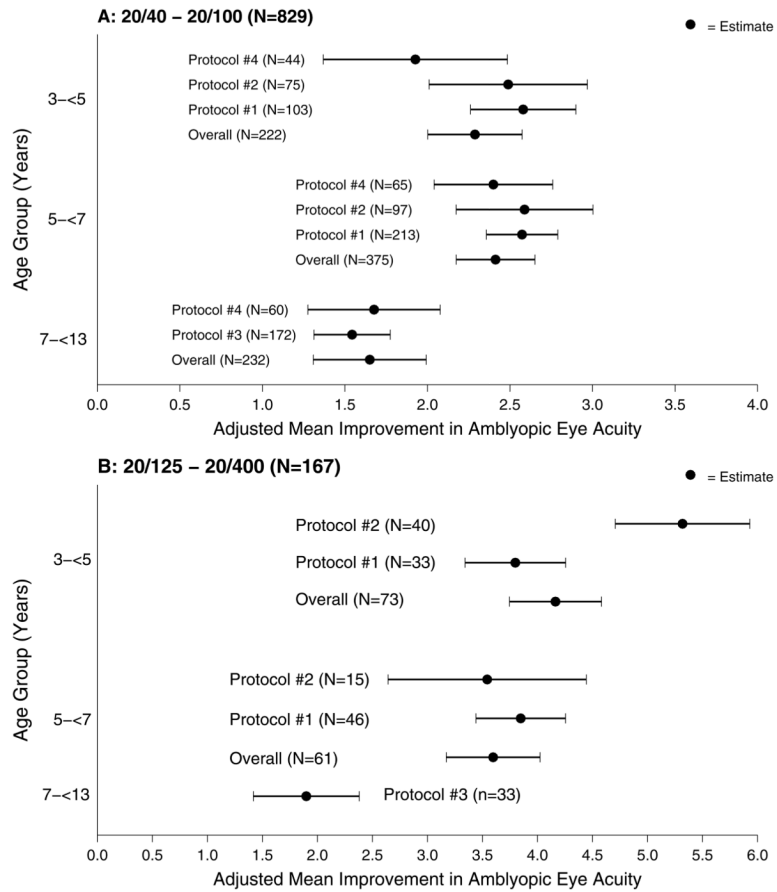 A: 20/40 – 20/100 (N=829)
= Estimate
Age Group (Years)
3–<5
Protocol #4 (N=44)
Protocol #2 (N=75)
Protocol #1 (N=103)
Overall (N=222)
5–<7
Protocol #4 (N=65)
Protocol #2 (N=97)
Protocol #1 (N=213)
Overall (N=375)
7–<13
Protocol #4 (N=60)
Protocol #3 (N=172)
Overall (N=232)
0.0 0.5 1.0 1.5 2.0 2.5 3.0 3.5 4.0
Adjusted Mean Improvement in Amblyopic Eye Acuity
B: 20/125 – 20/400 (N=167)
= Estimate
Age Group (Years)
3–<5
Protocol #2 (N=40)
Protocol #1 (N=33)
Overall (N=73)
5–<7
Protocol #2 (N=15)
Protocol #1 (N=46)
Overall (N=61)
7–<13
Protocol #3 (n=33)
0.0 0.5 1.0 1.5 2.0 2.5 3.0 3.5 4.0 4.5 5.0 5.5 6.0
Adjusted Mean Improvement in Amblyopic Eye Acuity